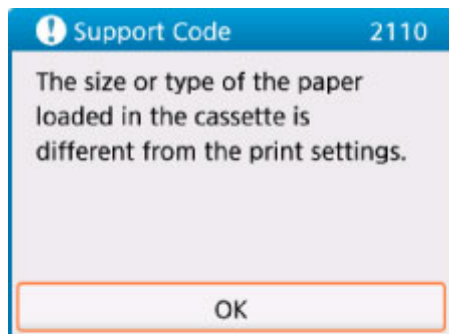 Support Code 2110
The size or type of the paper
loaded in the cassette is
different from the print settings.
OK